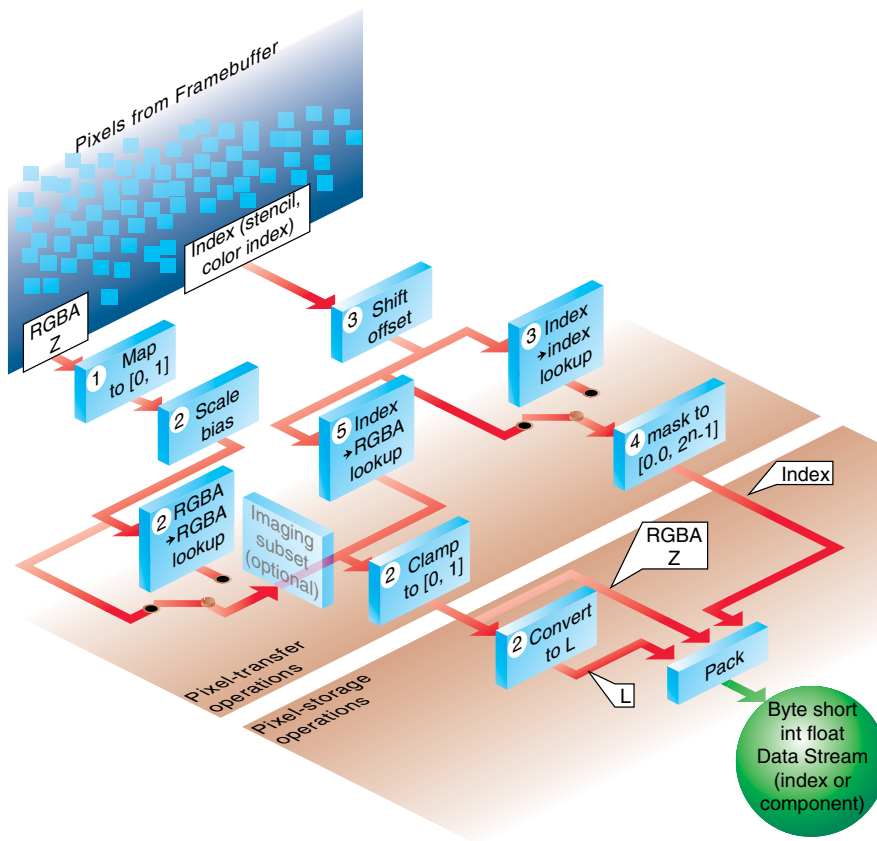 Pixels from Framebuffer
Index (stencil,
color index)
RGBA
Z
1 Map
to [0, 1]
2 Scale
bias
3 Shift
offset
3 Index
➔index
lookup
5 Index
➔RGBA
lookup
4 mask to
[0.0, 2n-1]
2 RGBA
➔RGBA
lookup
Imaging
subset
(optional)
2 Clamp
to [0, 1]
Index
RGBA
Z
2 Convert
to L
L
Pack
Pixel-transfer
operations
Pixel-storage
operations
Byte short
int float
Data Stream
(index or
component)